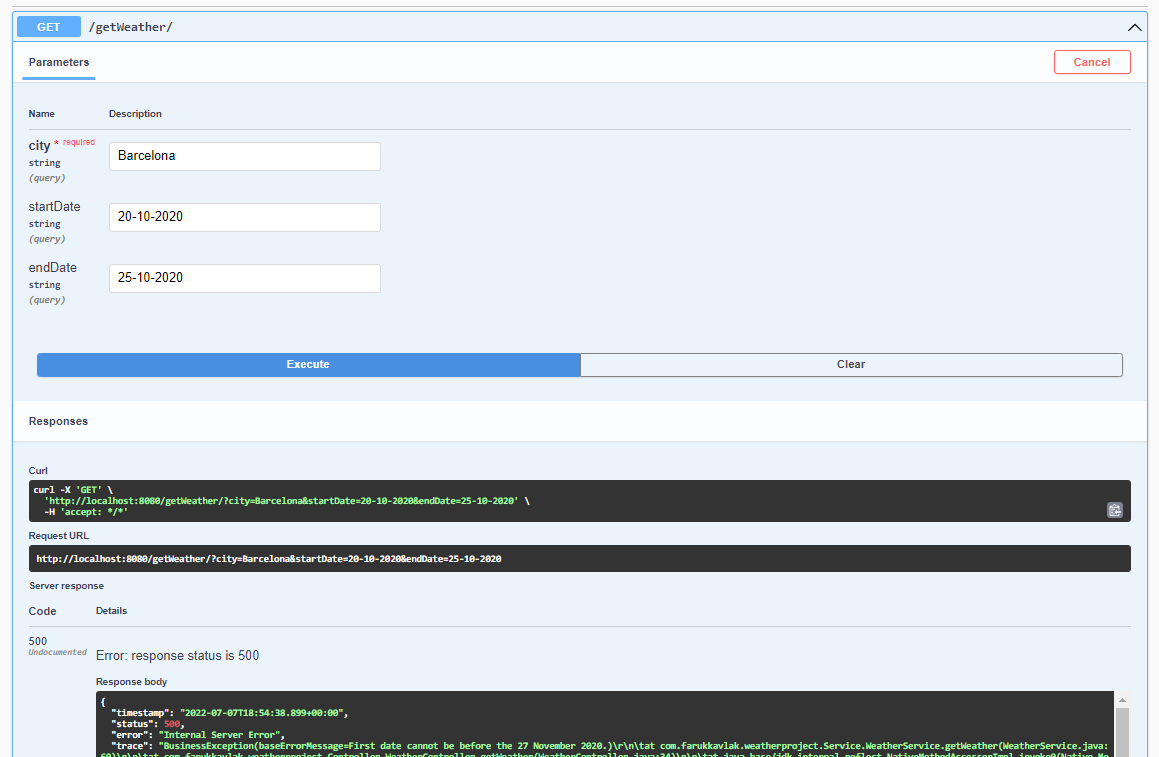 GET /getWeather/
Parameters
Cancel
Name Description
city * required
string
(query)
Barcelona
startDate
string
(query)
20-10-2020
endDate
string
(query)
25-10-2020
Execute
Clear
Responses
Curl
curl -X 'GET' \
'http://localhost:8080/getWeather/?city=Barcelona&startDate=20-10-2020&endDate=25-10-2020' \
-H 'accept: */*'
Request URL
http://localhost:8080/getWeather/?city=Barcelona&startDate=20-10-2020&endDate=25-10-2020
Server response
Code Details
500
Undocumented
Error: response status is 500
Response body
{
"timestamp": "2022-07-07T18:54:38.899+00:00",
"status": 500,
"error": "Internal Server Error",
"trace": "BusinessException(baseErrorMessage=First date cannot be before the 27 November 2020.)\r\n\tat com.farukkavlak.weatherproject.Service.WeatherService.getWeather(WeatherService.java: